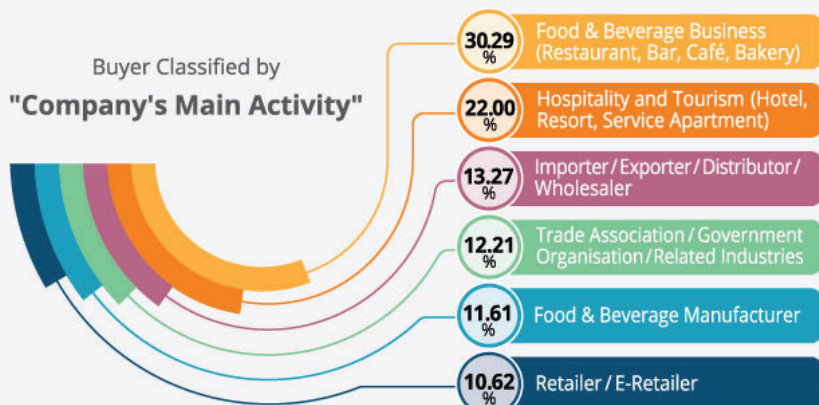 Buyer Classified by
"Company's Main Activity"
30.29
%
Food & Beverage Business
(Restaurant, Bar, Café, Bakery)
22.00
%
Hospitality and Tourism (Hotel,
Resort, Service Apartment)
13.27
%
Importer/Exporter/Distributor/
Wholesaler
12.21
%
Trade Association/Government
Organisation/Related Industries
11.61
%
Food & Beverage Manufacturer
10.62
%
Retailer/E-Retailer